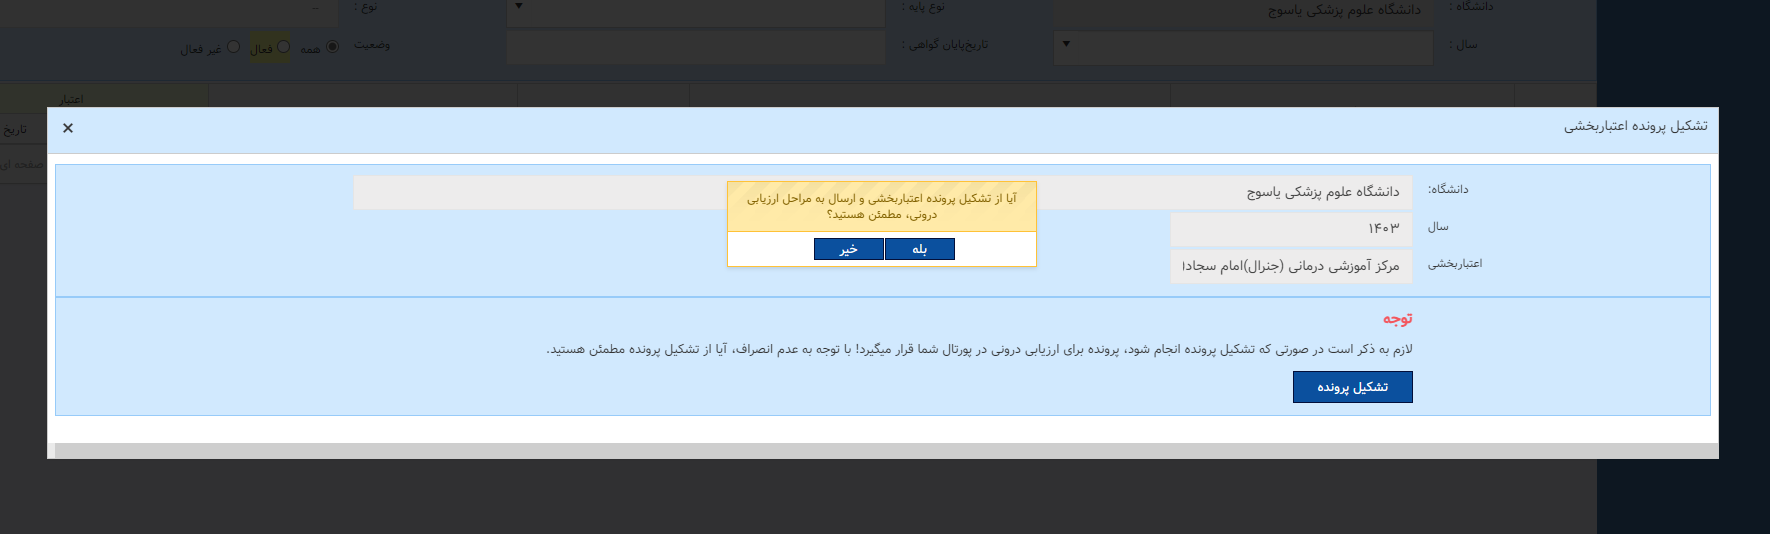 دانشگاه :
دانشگاه علوم پزشکی یاسوج
نوع پایه :
نوع :
سال :
تاریخ‌پایان گواهی :
وضعیت
همه
فعال
غیر فعال
اعتبار
تاریخ
صفحه ای
تشکیل پرونده اعتباربخشی
×
دانشگاه:
دانشگاه علوم پزشکی یاسوج
سال
۱۴۰۳
اعتباربخشی
مرکز آموزشی درمانی (جنرال)امام سجاد(
آیا از تشکیل پرونده اعتباربخشی و ارسال به مراحل ارزیابی
درونی، مطمئن هستید؟
بله
خیر
توجه
لازم به ذکر است در صورتی که تشکیل پرونده انجام شود، پرونده برای ارزیابی درونی در پورتال شما قرار میگیرد! با توجه به عدم انصراف، آیا از تشکیل پرونده مطمئن هستید.
تشکیل پرونده